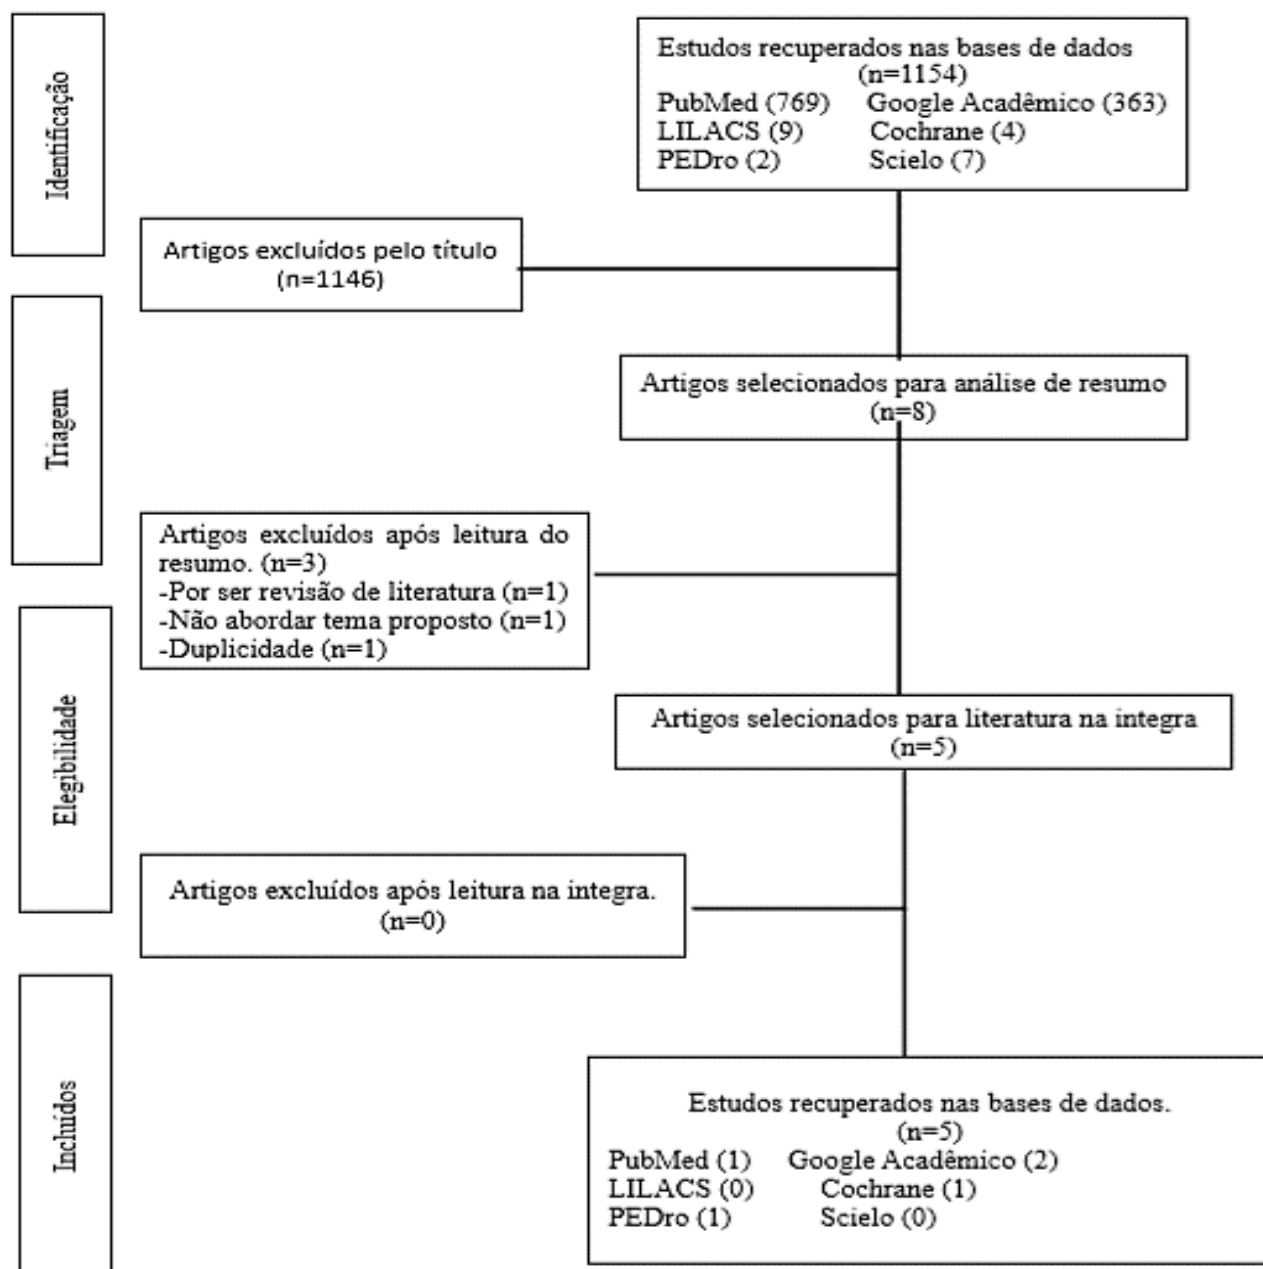 Identificação
Estudos recuperados nas bases de dados
(n=1154)
PubMed (769) Google Acadêmico (363)
LILACS (9) Cochrane (4)
PEDro (2) Scielo (7)
Artigos excluídos pelo título
(n=1146)
Triagem
Artigos selecionados para análise de resumo
(n=8)
Artigos excluídos após leitura do
resumo. (n=3)
-Por ser revisão de literatura (n=1)
-Não abordar tema proposto (n=1)
-Duplicidade (n=1)
Elegibilidade
Artigos selecionados para literatura na integra
(n=5)
Artigos excluídos após leitura na integra.
(n=0)
Incluídos
Estudos recuperados nas bases de dados.
(n=5)
PubMed (1) Google Acadêmico (2)
LILACS (0) Cochrane (1)
PEDro (1) Scielo (0)